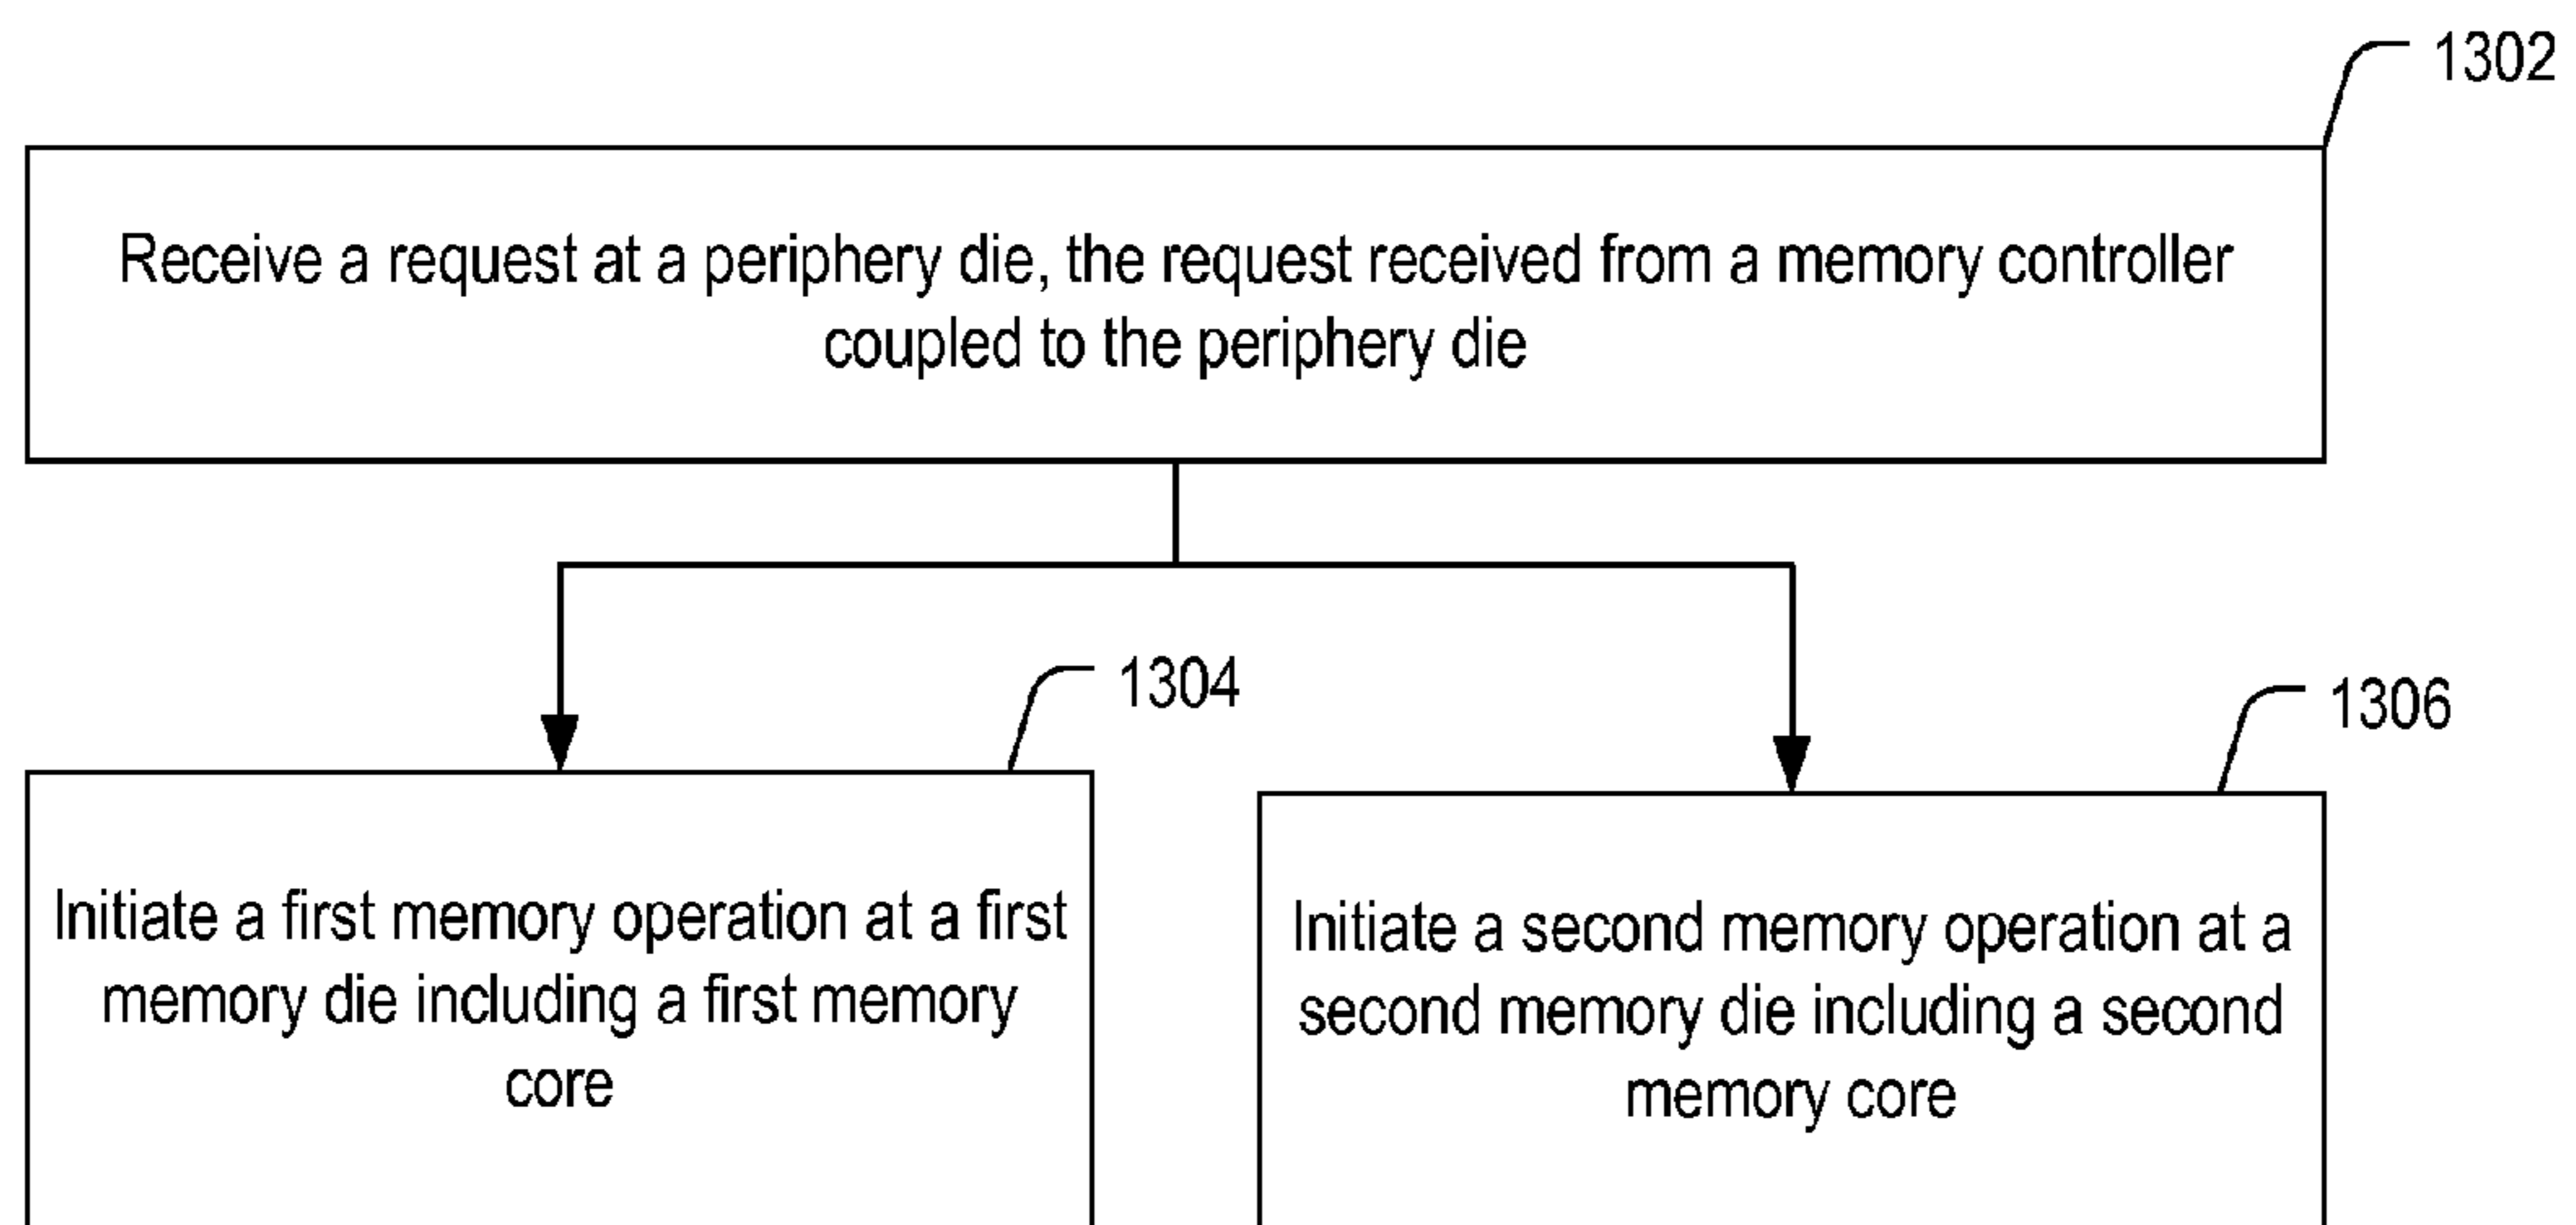 1302
Receive a request at a periphery die, the request received from a memory controller
coupled to the periphery die
1304
1306
Initiate a first memory operation at a first
memory die including a first memory
core
Initiate a second memory operation at a
second memory die including a second
memory core